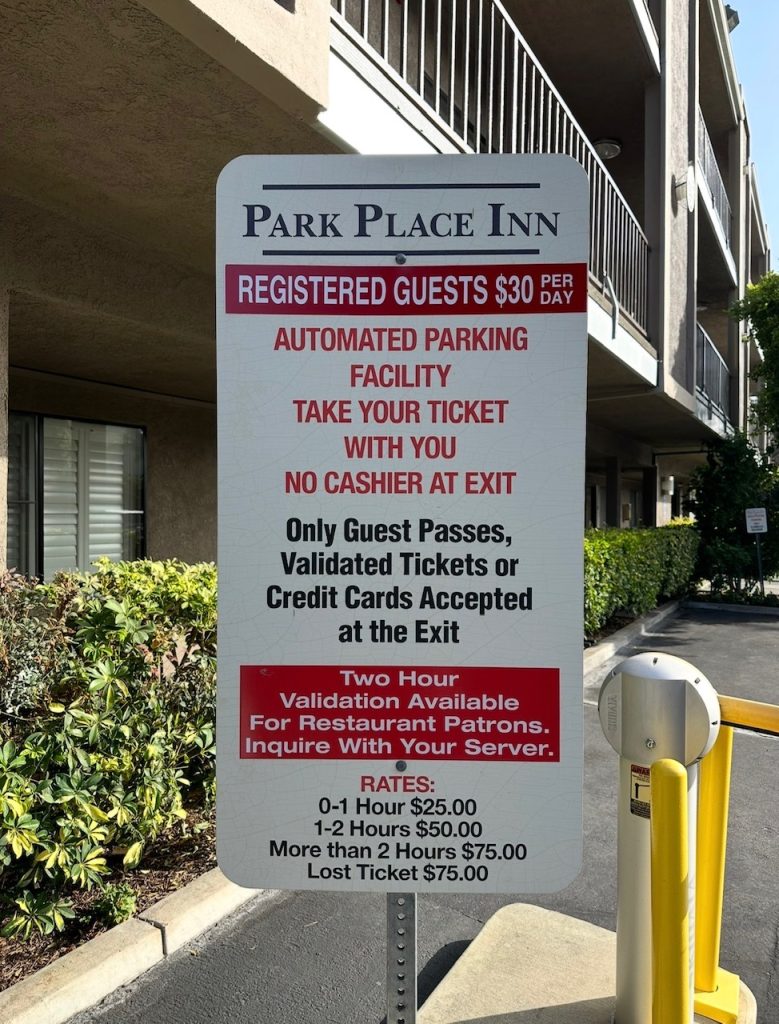 PARK PLACE INN
REGISTERED GUESTS $30 PER DAY
AUTOMATED PARKING
FACILITY
TAKE YOUR TICKET
WITH YOU
NO CASHIER AT EXIT
Only Guest Passes,
Validated Tickets or
Credit Cards Accepted
at the Exit
Two Hour
Validation Available
For Restaurant Patrons.
Inquire With Your Server.
RATES:
0-1 Hour $25.00
1-2 Hours $50.00
More than 2 Hours $75.00
Lost Ticket $75.00